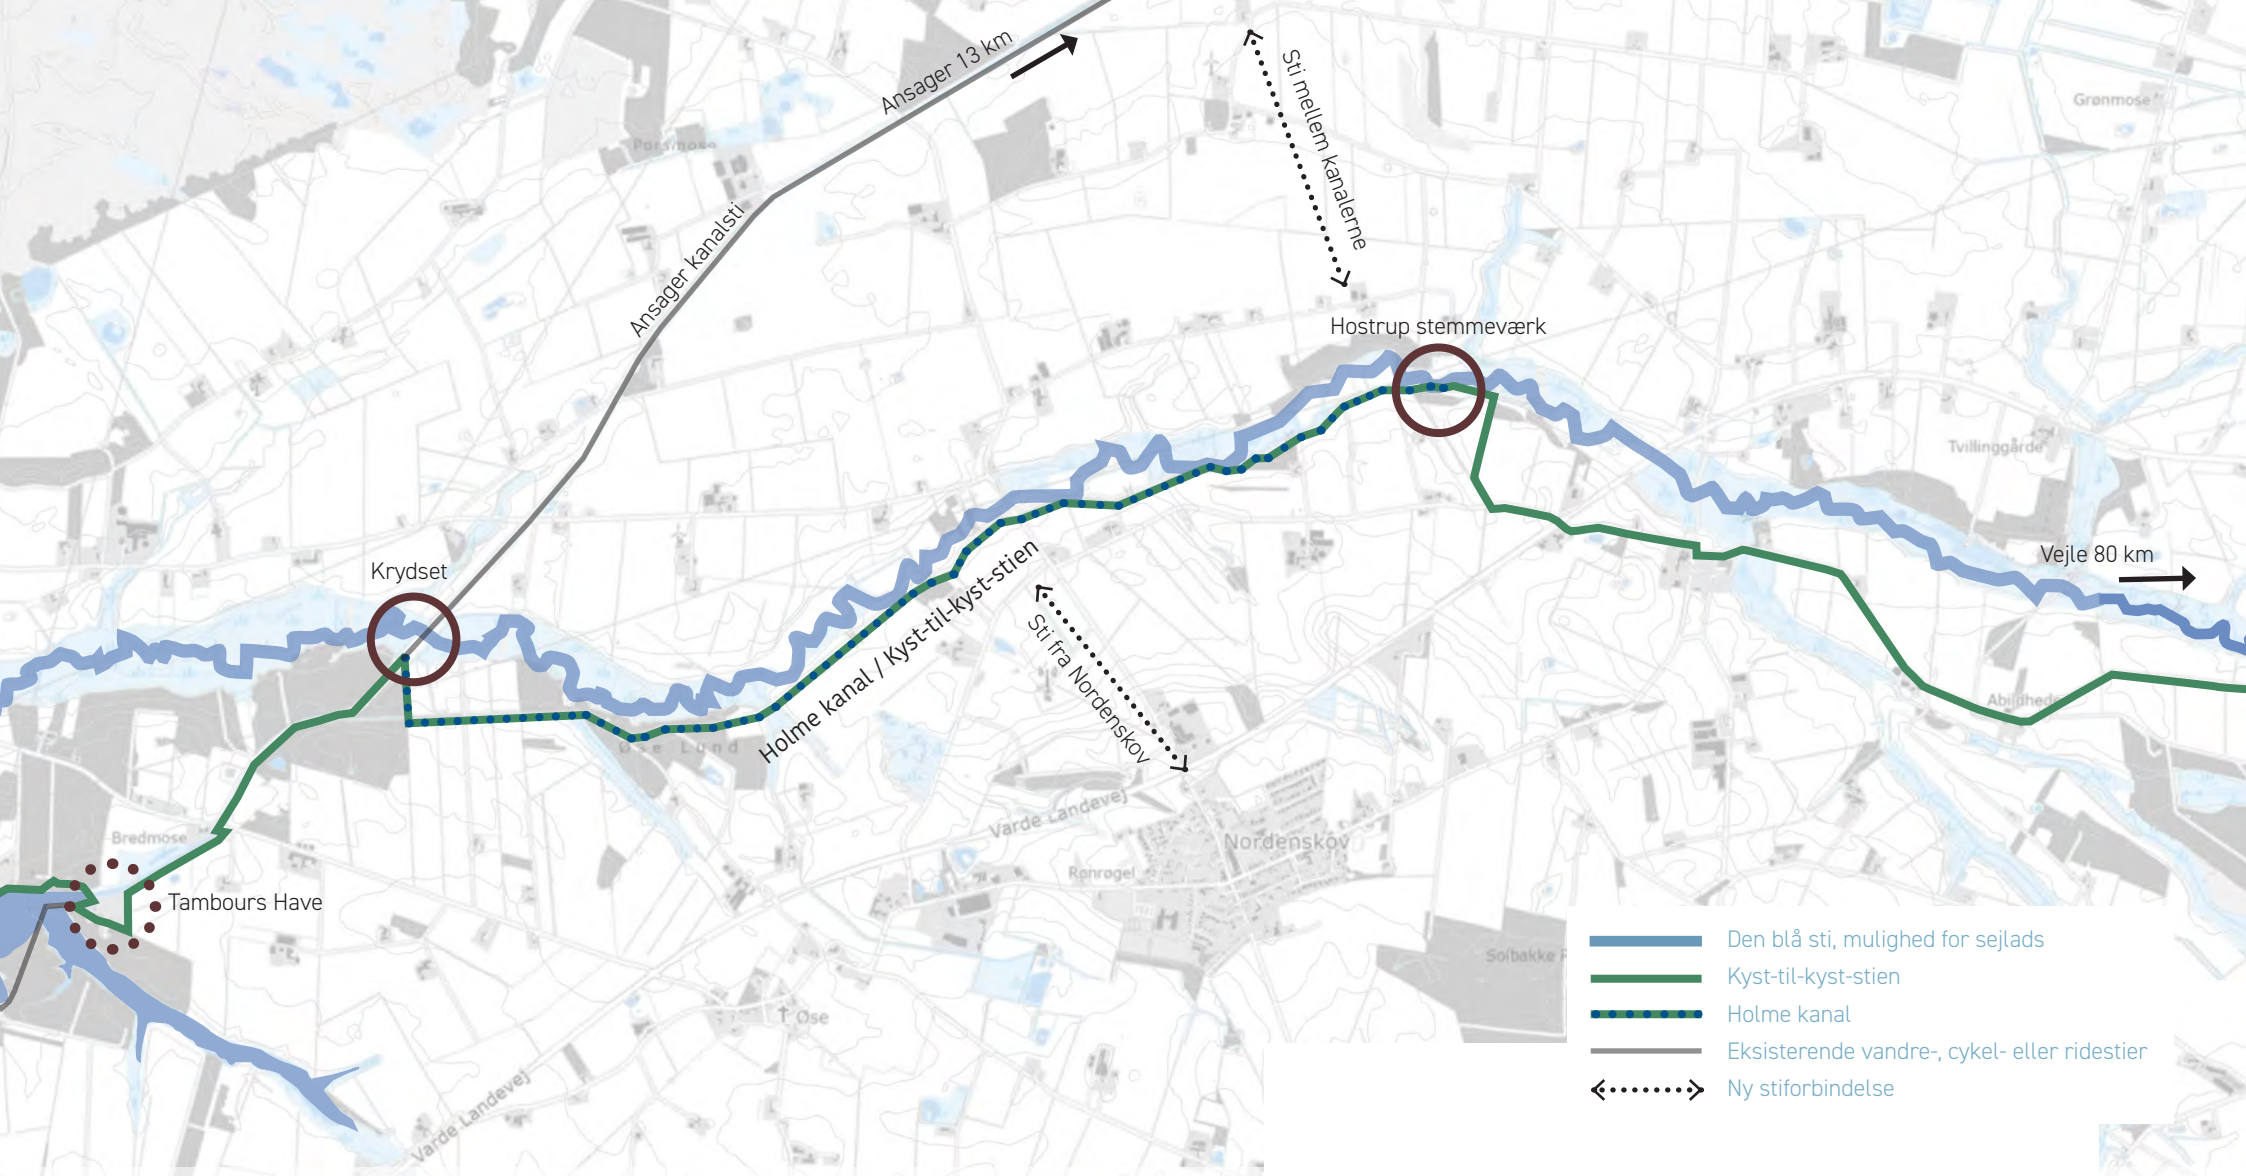 Ansager 13 km
Sti mellem kanalerne
Grønmose
Porsmose
Ansager kanalsti
Hostrup stemmeværk
Tvillinggårde
Krydset
Vejle 80 km
Holme kanal / Kyst-til-kyst-stien
Sti fra Nordenskov
Øse Lund
Varde Landevej
Nordenskov
Rønrøgel
Bredmose
Tambours Have
Solbakke
Øse
Varde Landevej
Den blå sti, mulighed for sejlads
Kyst-til-kyst-stien
Holme kanal
Eksisterende vandre-, cykel- eller ridestier
Ny stiforbindelse